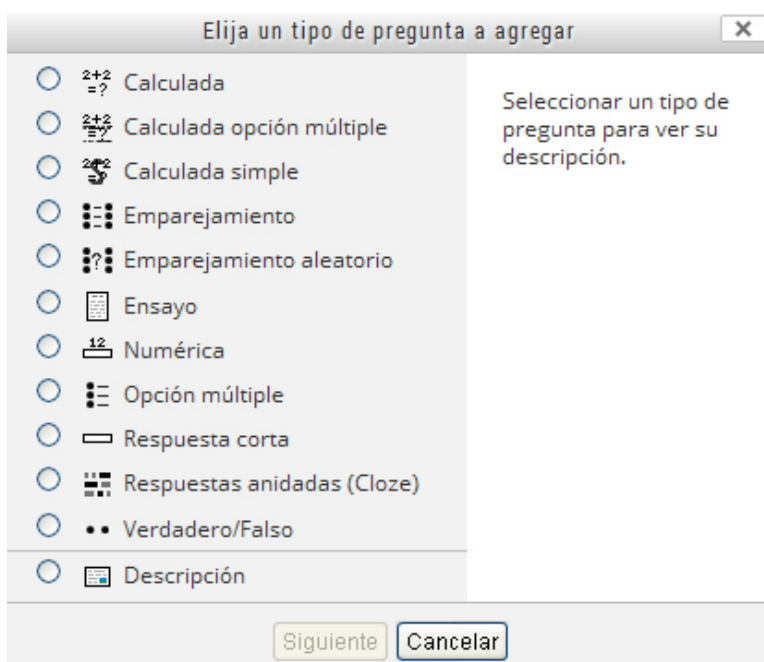 Elija un tipo de pregunta a agregar
Calculada
Calculada opción múltiple
Calculada simple
Emparejamiento
Emparejamiento aleatorio
Ensayo
Numérica
Opción múltiple
Respuesta corta
Respuestas anidadas (Cloze)
Verdadero/Falso
Descripción
Seleccionar un tipo de
pregunta para ver su
descripción.
Siguiente
Cancelar